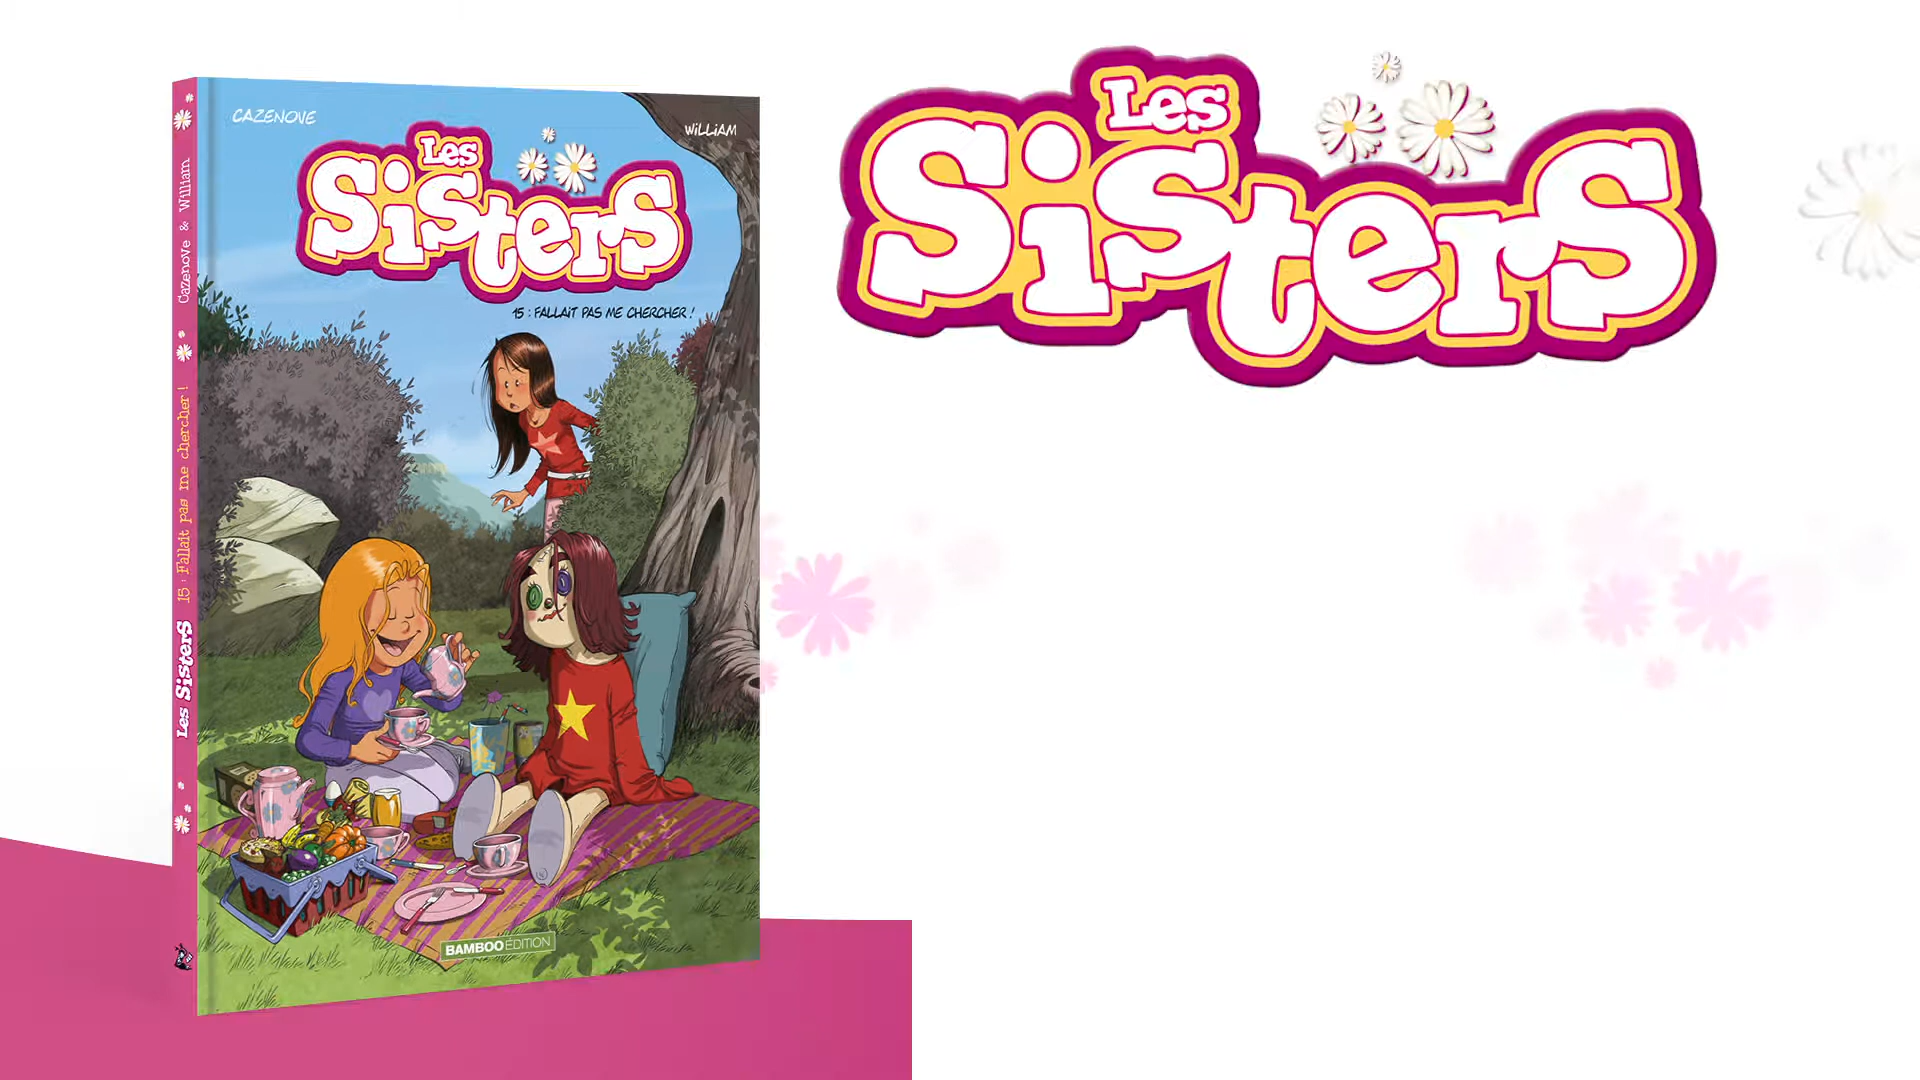 CAZENOVE
WiLLiAM
Les
SisterS
15 : FALLAiT PAS ME CHERCHER !
BAMBOO ÉDITION
Les SisterS 15 : Fallait pas me chercher ! Cazenove & William
Les
SisterS